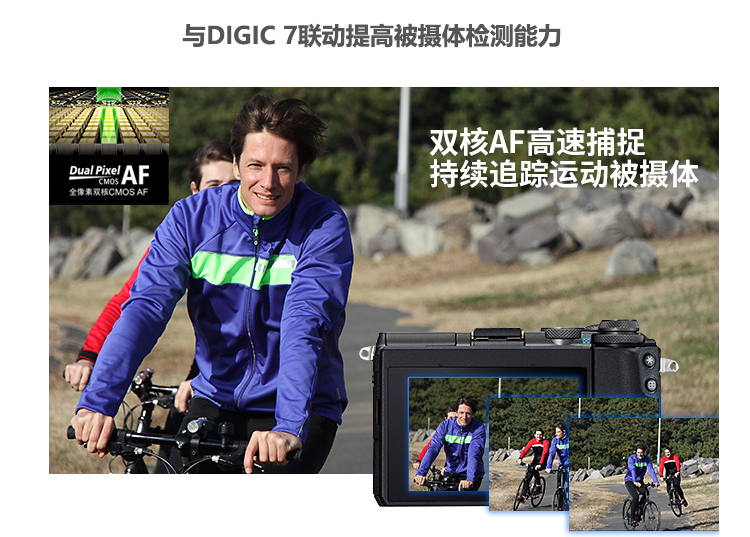 与DIGIC 7联动提高被摄体检测能力
双核AF高速捕捉
持续追踪运动被摄体
Dual Pixel
CMOS AF
全像素双核CMOS AF